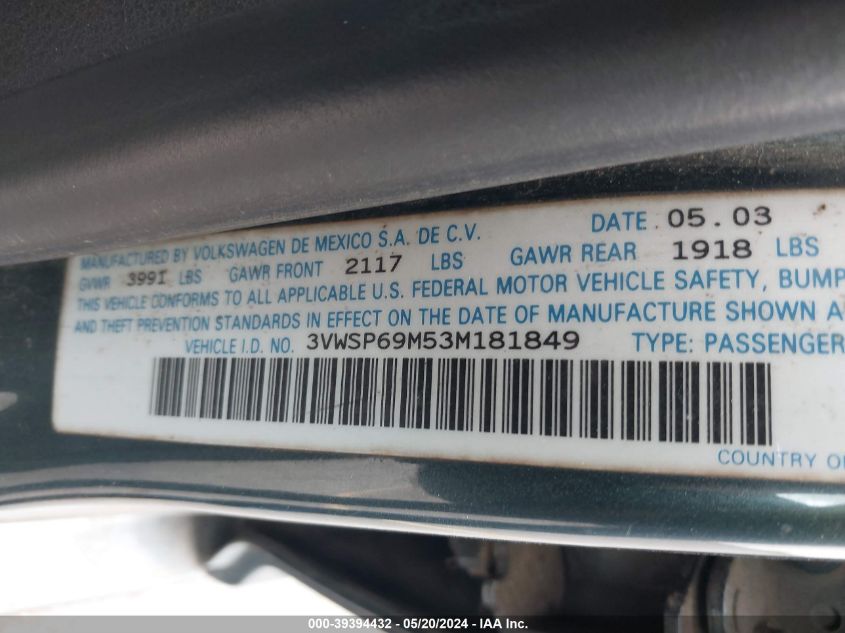 MANUFACTURED BY VOLKSWAGEN DE MEXICO S.A. DE C.V. DATE 05.03
GVWR 3991 LBS GAWR FRONT 2117 LBS GAWR REAR 1918 LBS
THIS VEHICLE CONFORMS TO ALL APPLICABLE U.S. FEDERAL MOTOR VEHICLE SAFETY, BUMP
AND THEFT PREVENTION STANDARDS IN EFFECT ON THE DATE OF MANUFACTURE SHOWN A
VEHICLE I.D. NO. 3VWSP69M53M181849 TYPE: PASSENGER
COUNTRY O
000-39394432 - 05/20/2024 - IAA Inc.